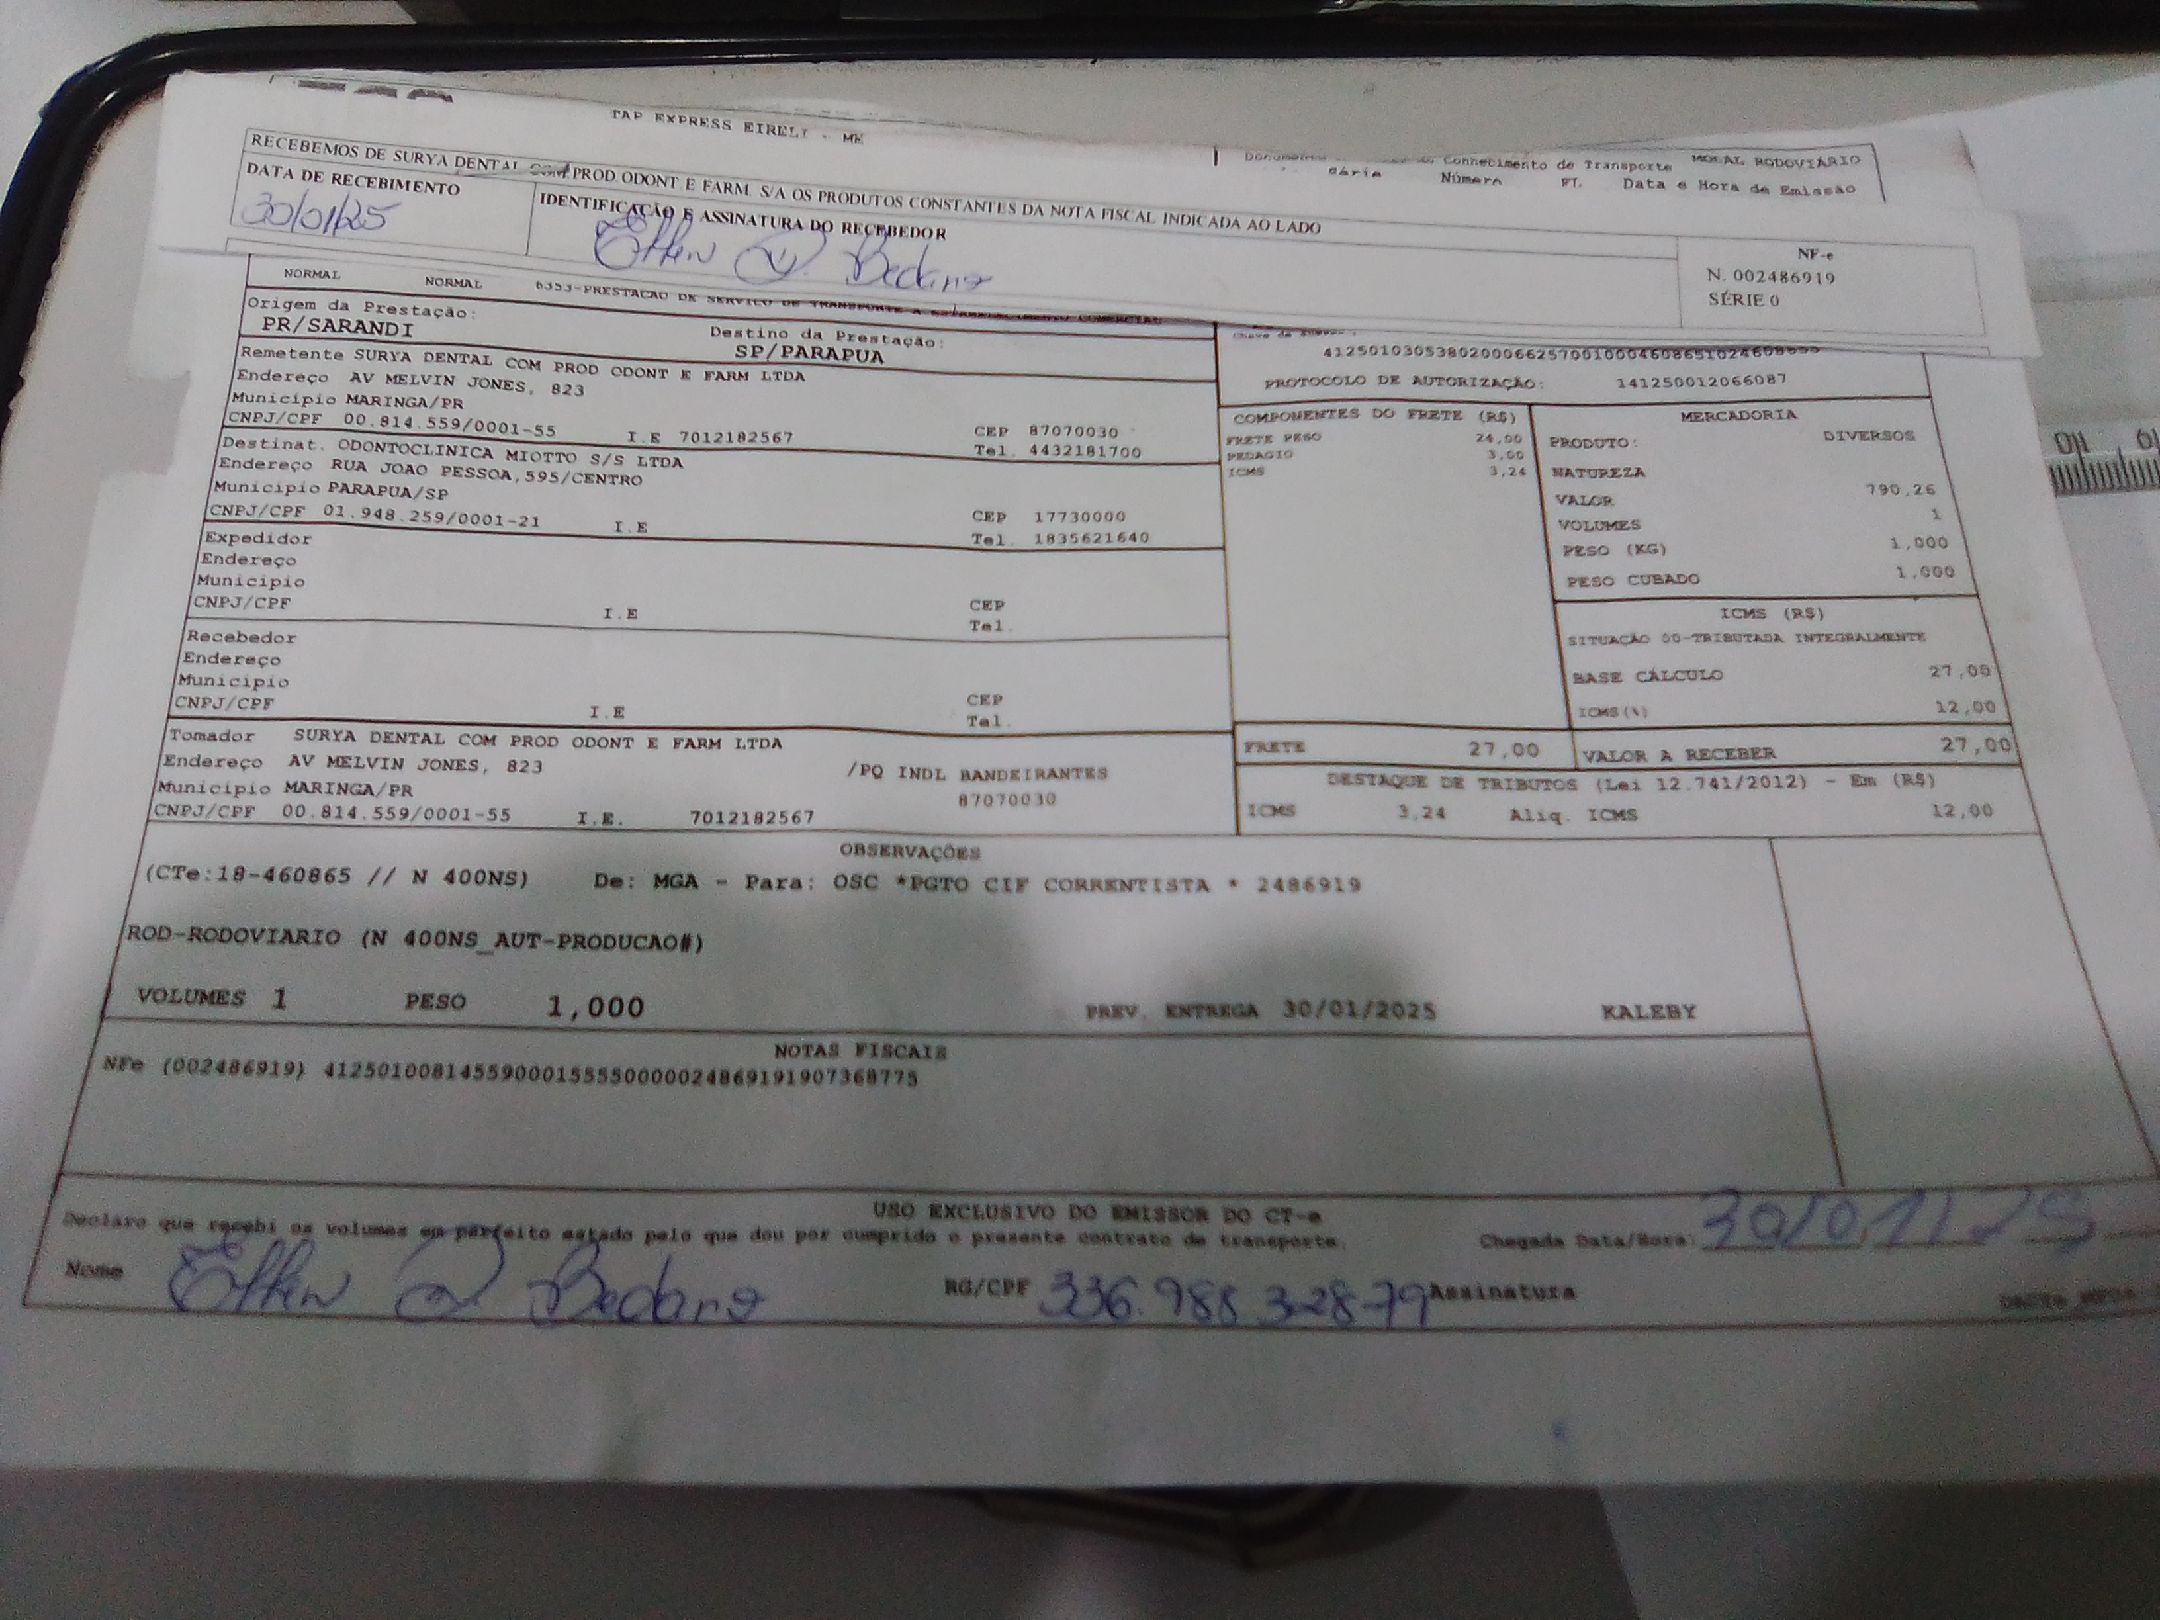 TAP EXPRESS EIRELI - ME
MODAL RODOVIÁRIO
Conhecimento de Transporte
Série Número FL Data e Hora de Emissão
RECEBEMOS DE SURYA DENTAL COM PROD ODONT E FARM. S/A OS PRODUTOS CONSTANTES DA NOTA FISCAL INDICADA AO LADO
DATA DE RECEBIMENTO
30/01/25
IDENTIFICAÇÃO E ASSINATURA DO RECEBEDOR
NF-e
N. 002486919
SÉRIE 0
NORMAL NORMAL 6353-PRESTACAO DE SERVICO DE TRANSPORTE A ESTABELECIMENTO COMERCIAL
Origem da Prestação:
PR/SARANDI
Destino da Prestação:
SP/PARAPUA
Remetente SURYA DENTAL COM PROD ODONT E FARM LTDA
Endereço AV MELVIN JONES, 823
Municipio MARINGA/PR
CNPJ/CPF 00.814.559/0001-55 I.E 7012182567
CEP 87070030
Tel. 4432181700
Destinat. ODONTOCLINICA MIOTTO S/S LTDA
Endereço RUA JOAO PESSOA,595/CENTRO
Municipio PARAPUA/SP
CNPJ/CPF 01.948.259/0001-21 I.E
CEP 17730000
Tel. 1835621640
Expedidor
Endereço
Municipio
CNPJ/CPF I.E
CEP
Tel.
Recebedor
Endereço
Municipio
CNPJ/CPF I.E
CEP
Tel.
Tomador SURYA DENTAL COM PROD ODONT E FARM LTDA
Endereço AV MELVIN JONES, 823 /PQ INDL BANDEIRANTES
Municipio MARINGA/PR 87070030
CNPJ/CPF 00.814.559/0001-55 I.E. 7012182567
PROTOCOLO DE AUTORIZAÇÃO: 141250012066087
COMPONENTES DO FRETE (R$)
FRETE PESO 24,00
PEDAGIO 3,00
ICMS 3,24
MERCADORIA
PRODUTO: DIVERSOS
NATUREZA
VALOR 790,26
VOLUMES 1
PESO (KG) 1,000
PESO CUBADO 1,000
ICMS (R$)
SITUAÇÃO 00-TRIBUTADA INTEGRALMENTE
BASE CÁLCULO 27,00
ICMS(%) 12,00
FRETE 27,00
VALOR A RECEBER 27,00
DESTAQUE DE TRIBUTOS (Lei 12.741/2012) - Em (R$)
ICMS 3,24 Aliq. ICMS 12,00
OBSERVAÇÕES
(CTe:18-460865 // N 400NS) De: MGA - Para: OSC *PGTO CIF CORRENTISTA * 2486919
ROD-RODOVIARIO (N 400NS_AUT-PRODUCAO#)
VOLUMES 1 PESO 1,000 PREV. ENTREGA 30/01/2025 KALEBY
NOTAS FISCAIS
NFe (002486919) 41250100814559000155550000024869191907368775
USO EXCLUSIVO DO EMISSOR DO CT-e
Declaro que recebi os volumes em perfeito estado pelo que dou por cumprido o presente contrato de transporte.
Chegada Data/Hora: 30/01/25
Nome
RG/CPF 336.988.328-79 Assinatura